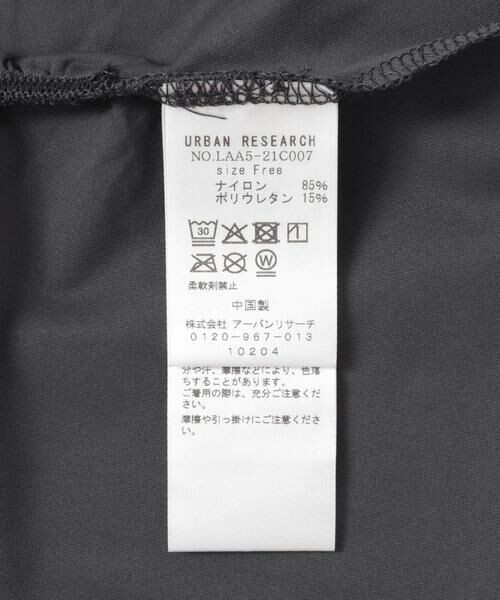 URBAN RESEARCH
NO.LAA5-21C007
size Free
ナイロン 85%
ポリウレタン 15%
30
W
柔軟剤禁止
中国製
株式会社 アーバンリサーチ
0120-967-013
10204
分や汗、摩擦などにより、色落
ちすることがあります。
ご着用の際は、充分ご注意くだ
さい。
摩擦や引っ掛けにご注意くださ
い。